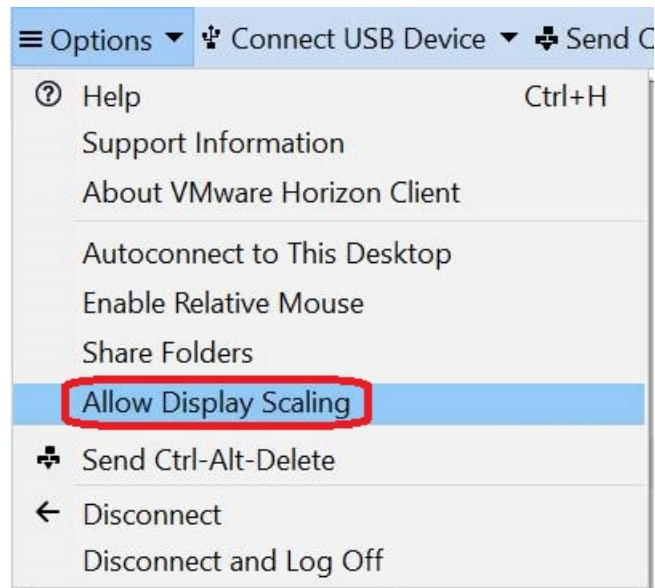 Options Connect USB Device Send
Help Ctrl+H
Support Information
About VMware Horizon Client
Autoconnect to This Desktop
Enable Relative Mouse
Share Folders
Allow Display Scaling
Send Ctrl-Alt-Delete
Disconnect
Disconnect and Log Off